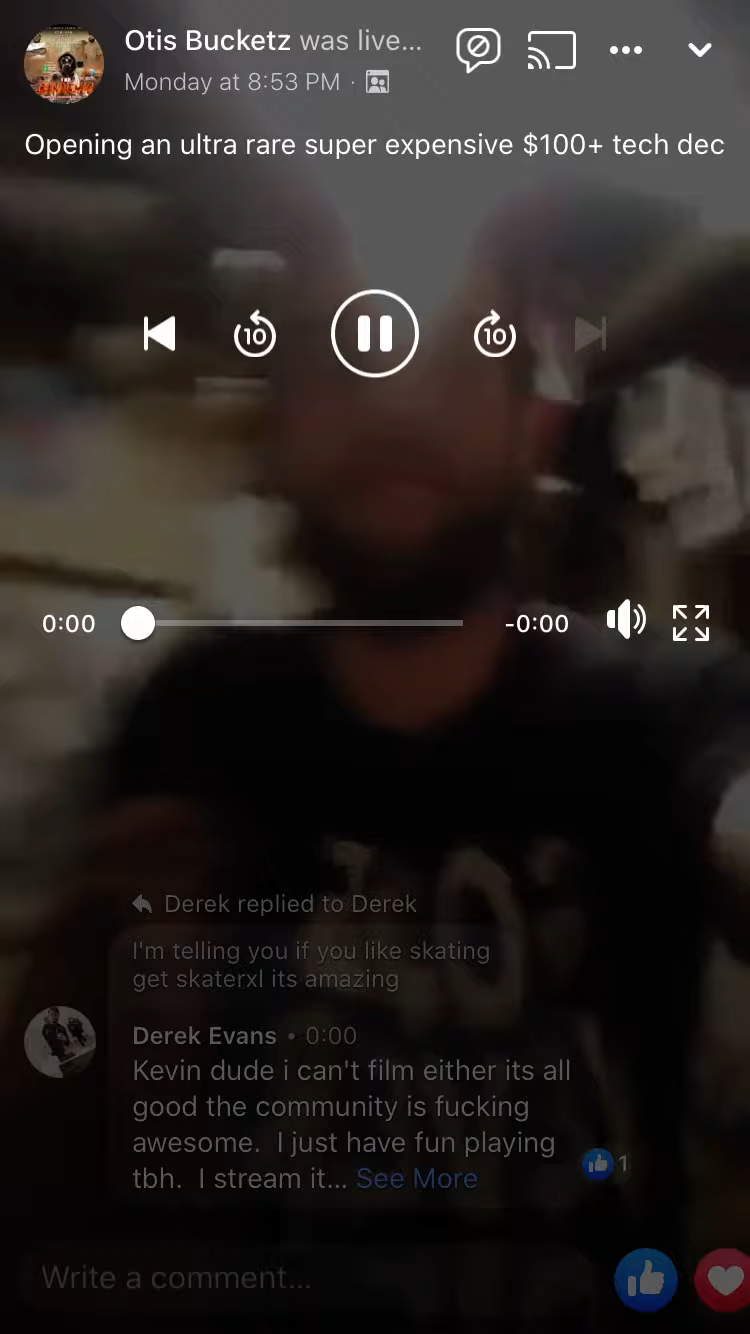 Otis Bucketz was live...
Monday at 8:53 PM ·
Opening an ultra rare super expensive $100+ tech dec
10
10
0:00
-0:00
Derek replied to Derek
I'm telling you if you like skating
get skaterxl its amazing
Derek Evans • 0:00
Kevin dude i can't film either its all
good the community is fucking
awesome. I just have fun playing
tbh. I stream it... See More
1
Write a comment...